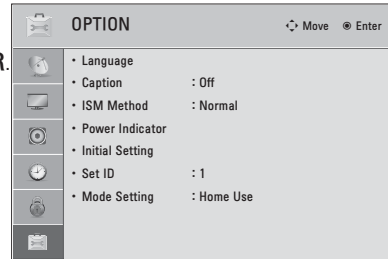 OPTION Move Enter
R.
• Language
• Caption : Off
• ISM Method : Normal
• Power Indicator
• Initial Setting
• Set ID : 1
• Mode Setting : Home Use